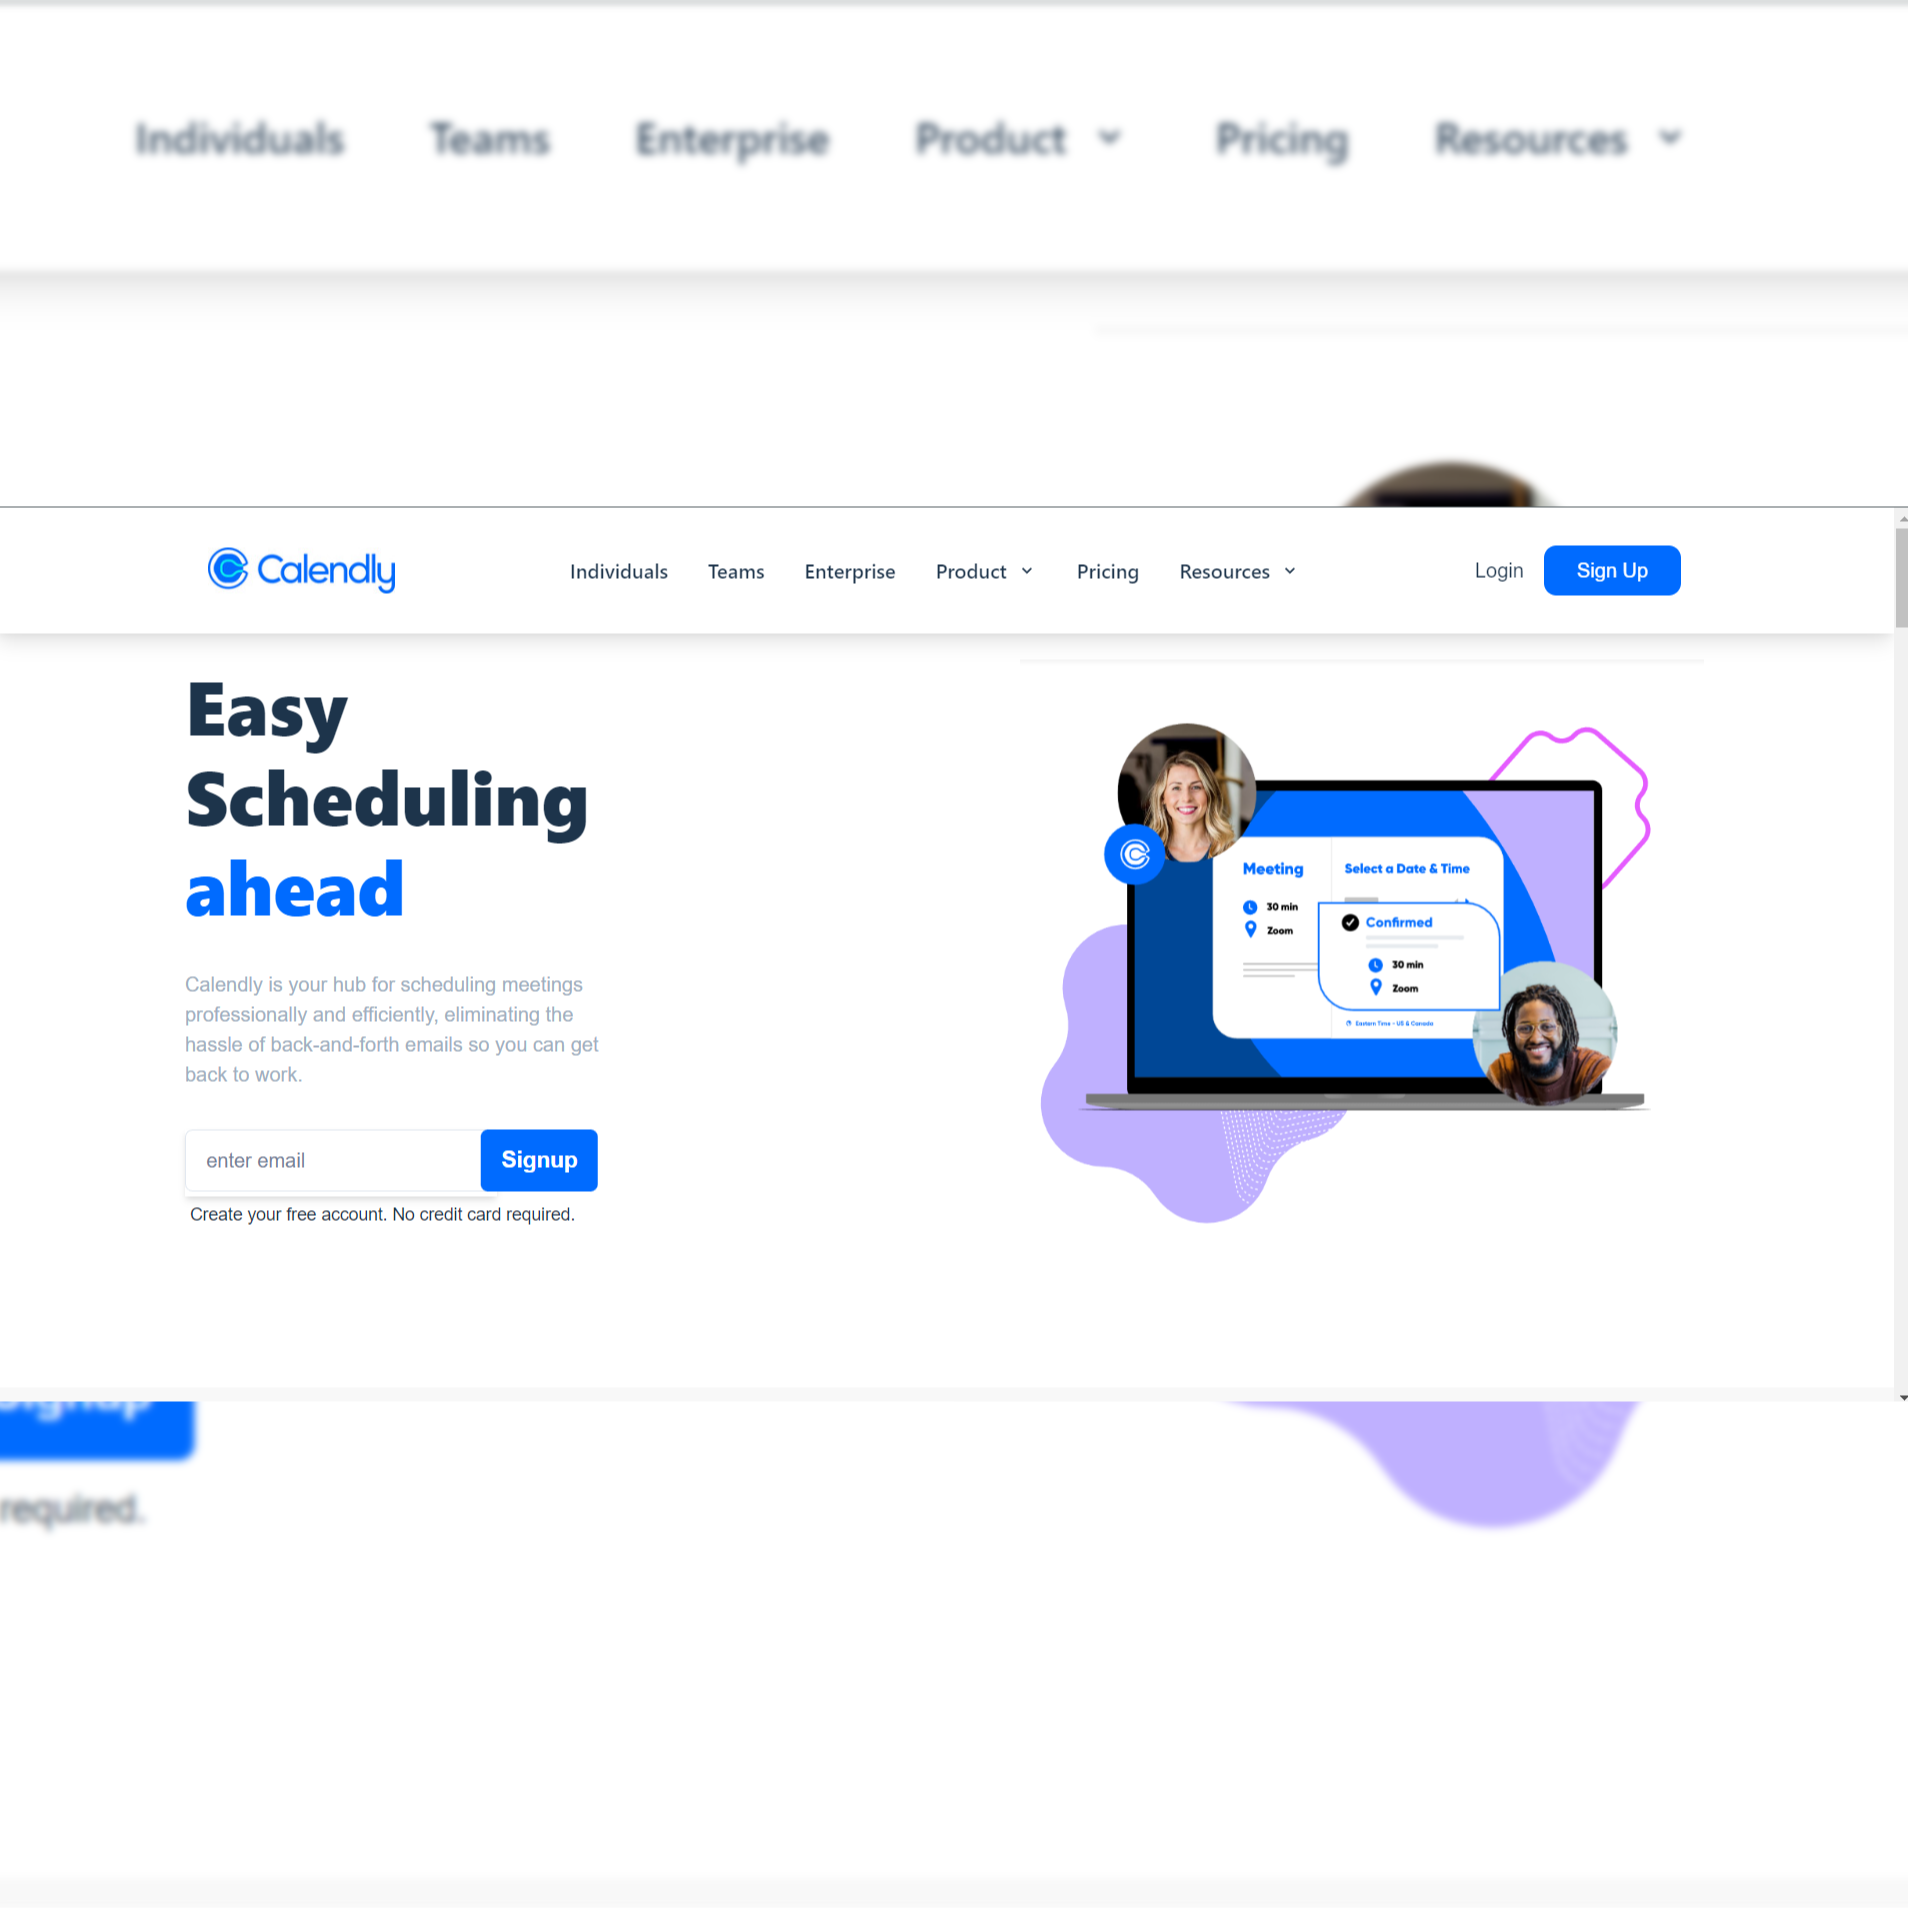 Individuals Teams Enterprise Product Pricing Resources
Calendly Individuals Teams Enterprise Product Pricing Resources Login Sign Up
Easy
Scheduling
ahead
Calendly is your hub for scheduling meetings
professionally and efficiently, eliminating the
hassle of back-and-forth emails so you can get
back to work.
enter email Signup
Create your free account. No credit card required.
Meeting
30 min
Zoom
Select a Date & Time
Confirmed
30 min
Zoom
Eastern Time - US & Canada
Signup
required.